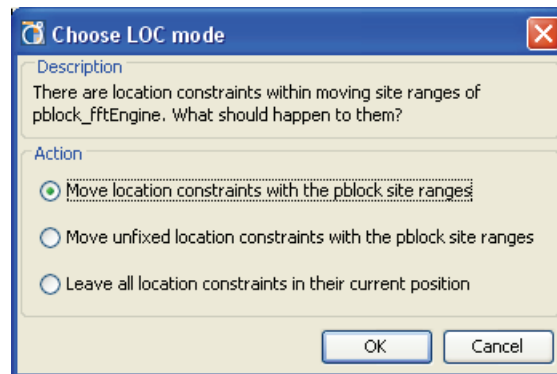 Choose LOC mode
Description
There are location constraints within moving site ranges of
pblock_fftEngine. What should happen to them?
Action
Move location constraints with the pblock site ranges
Move unfixed location constraints with the pblock site ranges
Leave all location constraints in their current position
OK
Cancel